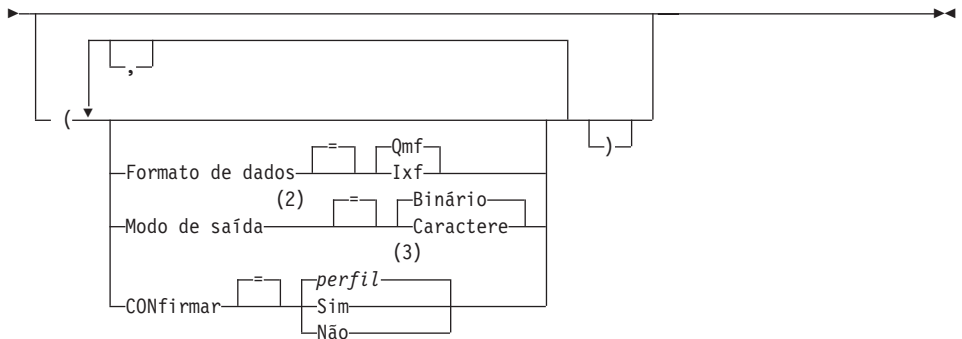 ,
(
)
Formato de dados = Qmf
Ixf
(2)
Modo de saída = Binário
Caractere
(3)
CONfirmar = perfil
Sim
Não